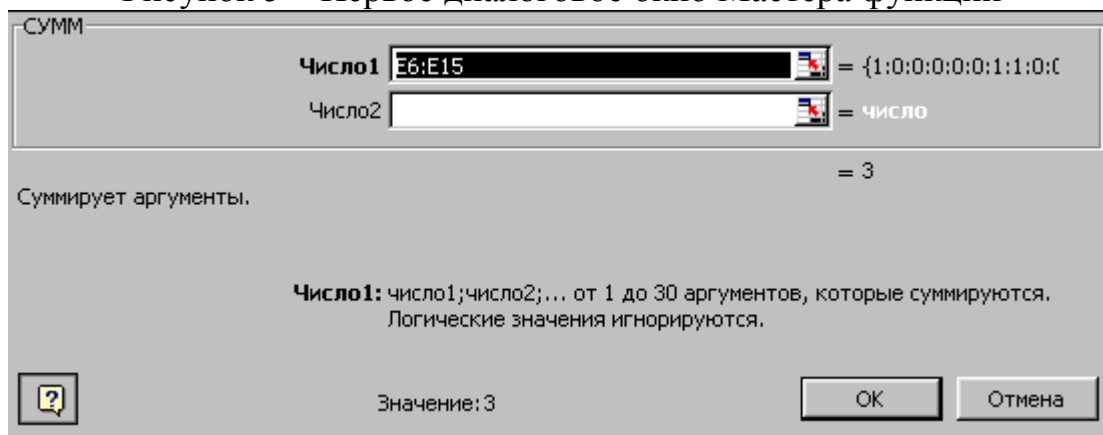 СУММ
Число1 E6:E15 = {1:0:0:0:0:0:1:1:0:0
Число2 = число
= 3
Суммирует аргументы.
Число1: число1;число2;... от 1 до 30 аргументов, которые суммируются.
Логические значения игнорируются.
Значение:3 ОК Отмена